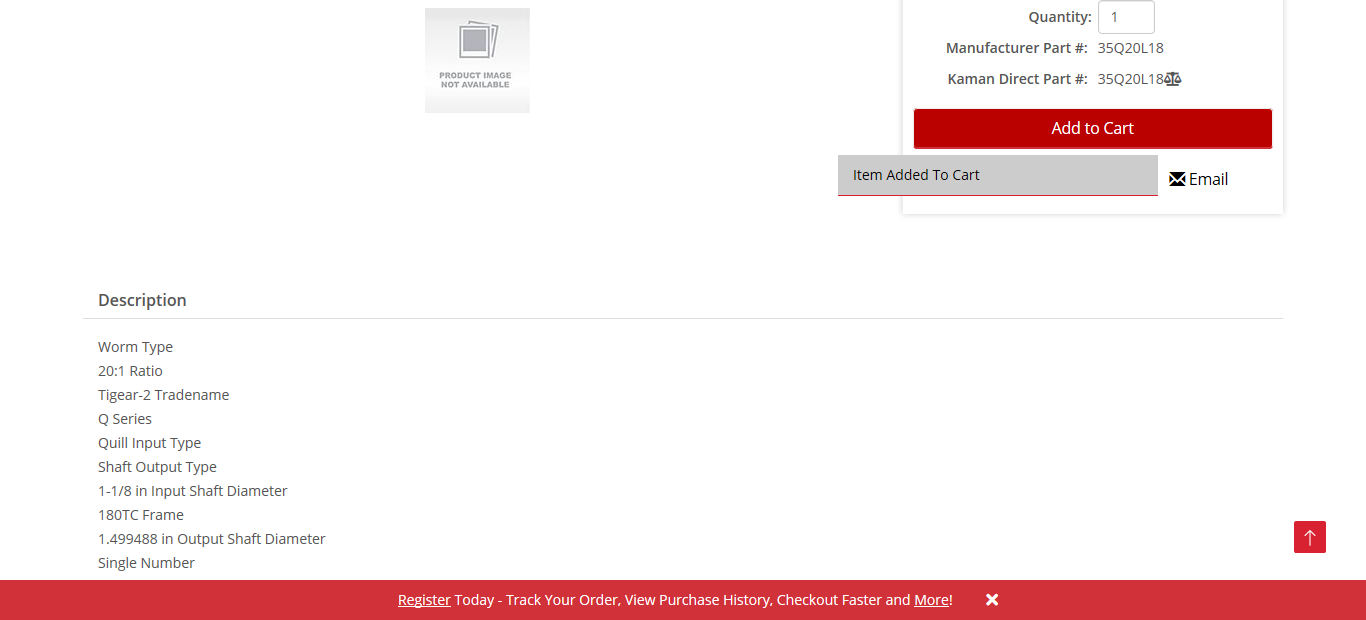 PRODUCT IMAGE
NOT AVAILABLE
Quantity: 1
Manufacturer Part #: 35Q20L18
Kaman Direct Part #: 35Q20L18
Add to Cart
Item Added To Cart
Email
Description
Worm Type
20:1 Ratio
Tigear-2 Tradename
Q Series
Quill Input Type
Shaft Output Type
1-1/8 in Input Shaft Diameter
180TC Frame
1.499488 in Output Shaft Diameter
Single Number
Register Today - Track Your Order, View Purchase History, Checkout Faster and More!